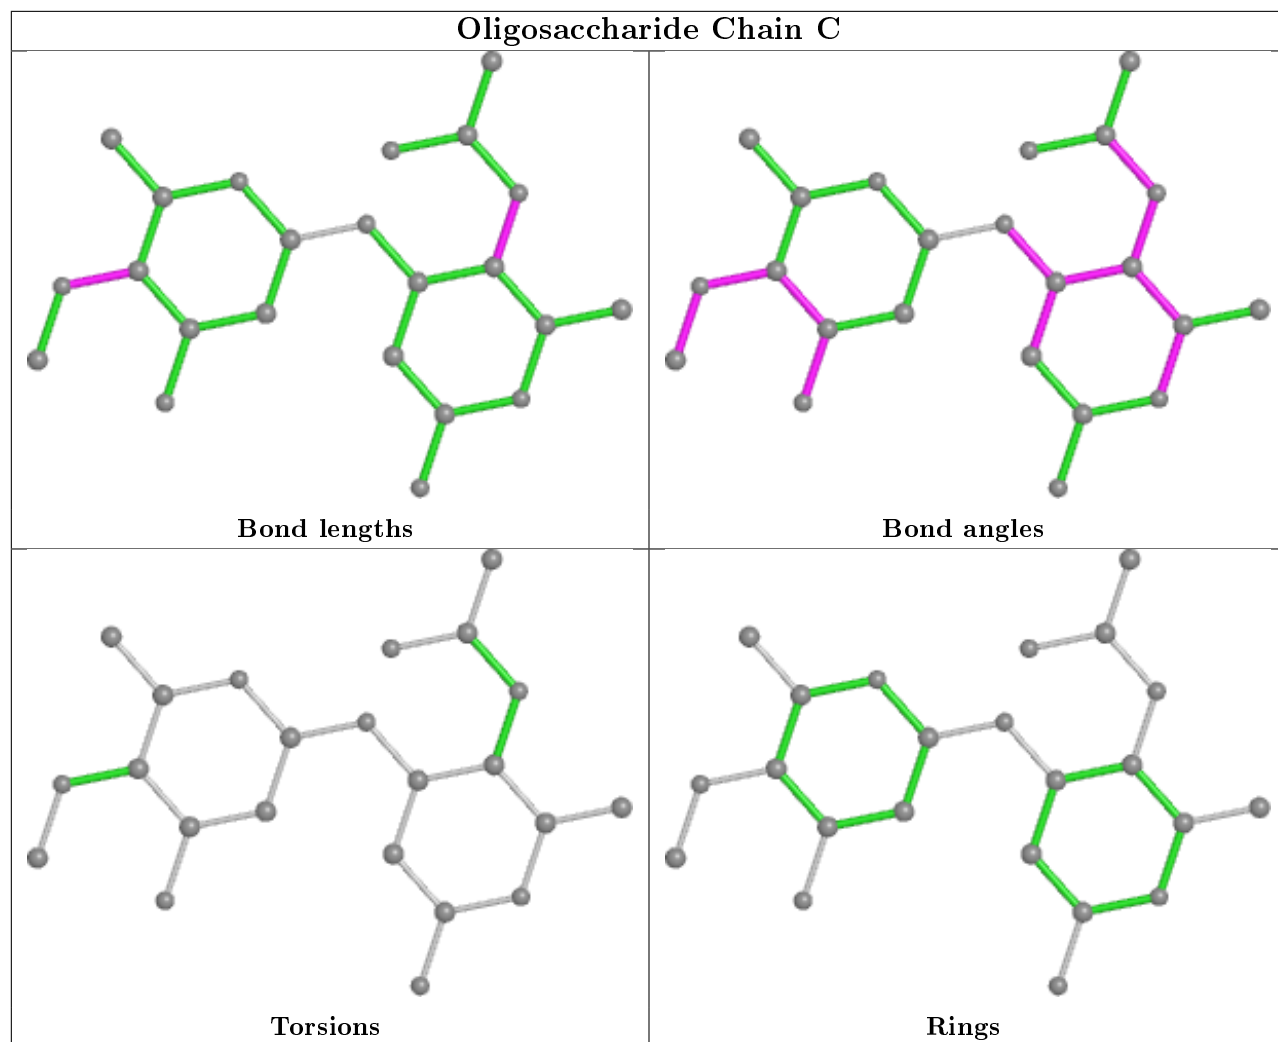 Oligosaccharide Chain C
Bond lengths
Bond angles
Torsions
Rings